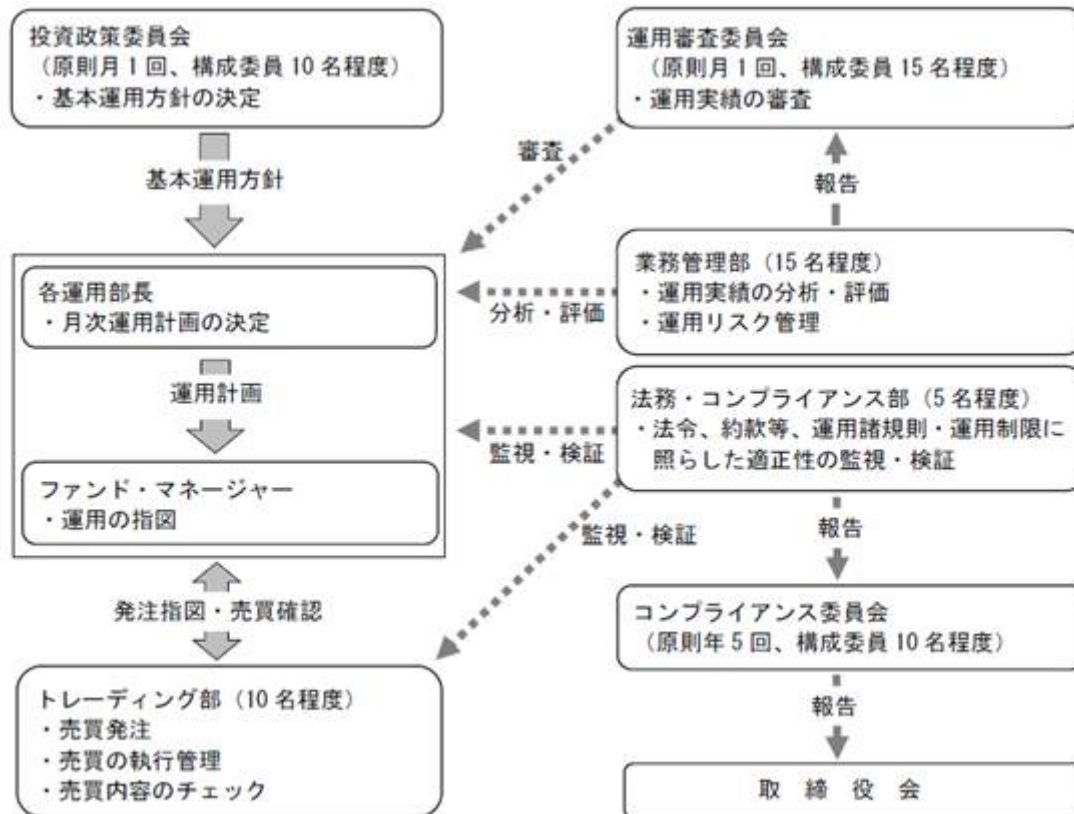 投資政策委員会
（原則月1回、構成委員10名程度）
・基本運用方針の決定
基本運用方針
各運用部長
・月次運用計画の決定
運用計画
ファンド・マネージャー
・運用の指図
発注指図・売買確認
トレーディング部（10名程度）
・売買発注
・売買の執行管理
・売買内容のチェック
運用審査委員会
（原則月1回、構成委員15名程度）
・運用実績の審査
審査
報告
業務管理部（15名程度）
・運用実績の分析・評価
・運用リスク管理
分析・評価
法務・コンプライアンス部（5名程度）
・法令、約款等、運用諸規則・運用制限に
照らした適正性の監視・検証
監視・検証
監視・検証
報告
コンプライアンス委員会
（原則年5回、構成委員10名程度）
報告
取締役会